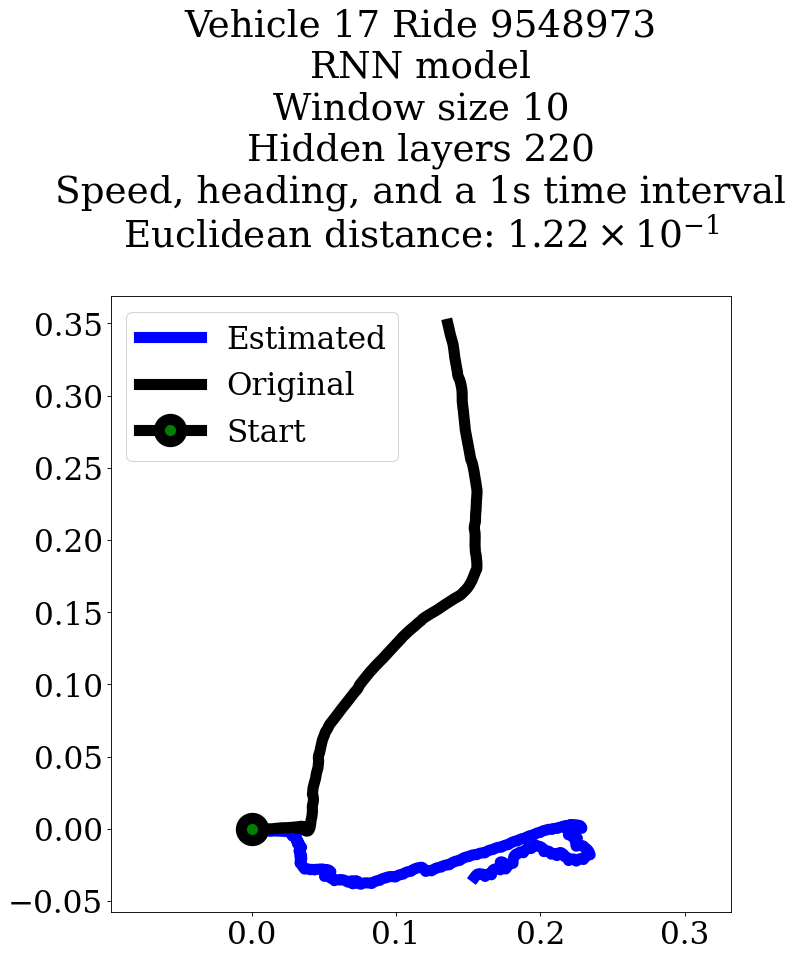 Vehicle 17 Ride 9548973
RNN model
Window size 10
Hidden layers 220
Speed, heading, and a 1s time interval
Euclidean distance: 1.22 × 10⁻¹
Estimated
Original
Start
0.35
0.30
0.25
0.20
0.15
0.10
0.05
0.00
−0.05
0.0 0.1 0.2 0.3